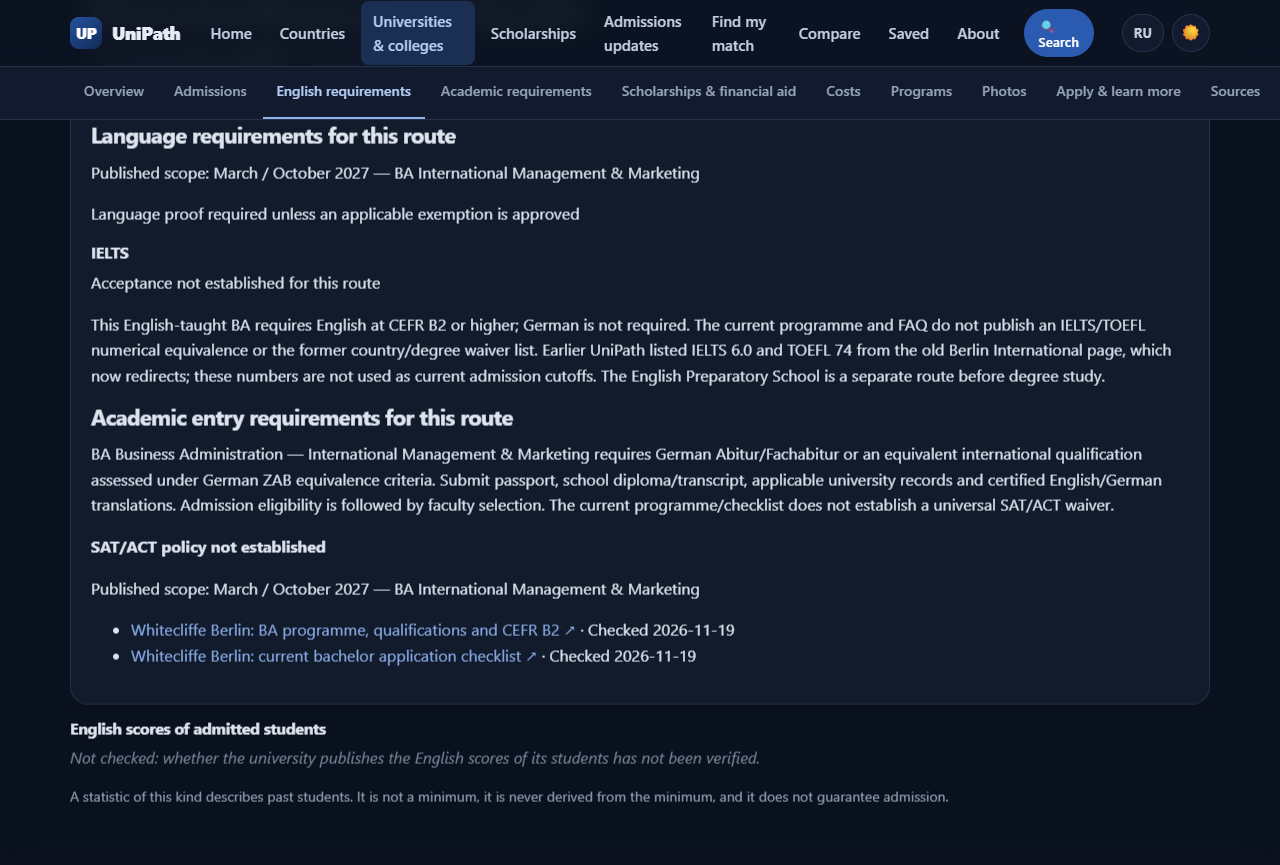 UP UniPath
Home
Countries
Universities
& colleges
Scholarships
Admissions
updates
Find my
match
Compare
Saved
About
Search
RU
Overview
Admissions
English requirements
Academic requirements
Scholarships & financial aid
Costs
Programs
Photos
Apply & learn more
Sources
Language requirements for this route
Published scope: March / October 2027 — BA International Management & Marketing
Language proof required unless an applicable exemption is approved
IELTS
Acceptance not established for this route
This English-taught BA requires English at CEFR B2 or higher; German is not required. The current programme and FAQ do not publish an IELTS/TOEFL
numerical equivalence or the former country/degree waiver list. Earlier UniPath listed IELTS 6.0 and TOEFL 74 from the old Berlin International page, which
now redirects; these numbers are not used as current admission cutoffs. The English Preparatory School is a separate route before degree study.
Academic entry requirements for this route
BA Business Administration — International Management & Marketing requires German Abitur/Fachabitur or an equivalent international qualification
assessed under German ZAB equivalence criteria. Submit passport, school diploma/transcript, applicable university records and certified English/German
translations. Admission eligibility is followed by faculty selection. The current programme/checklist does not establish a universal SAT/ACT waiver.
SAT/ACT policy not established
Published scope: March / October 2027 — BA International Management & Marketing
• Whitecliffe Berlin: BA programme, qualifications and CEFR B2 ↗ · Checked 2026-11-19
• Whitecliffe Berlin: current bachelor application checklist ↗ · Checked 2026-11-19
English scores of admitted students
Not checked: whether the university publishes the English scores of its students has not been verified.
A statistic of this kind describes past students. It is not a minimum, it is never derived from the minimum, and it does not guarantee admission.